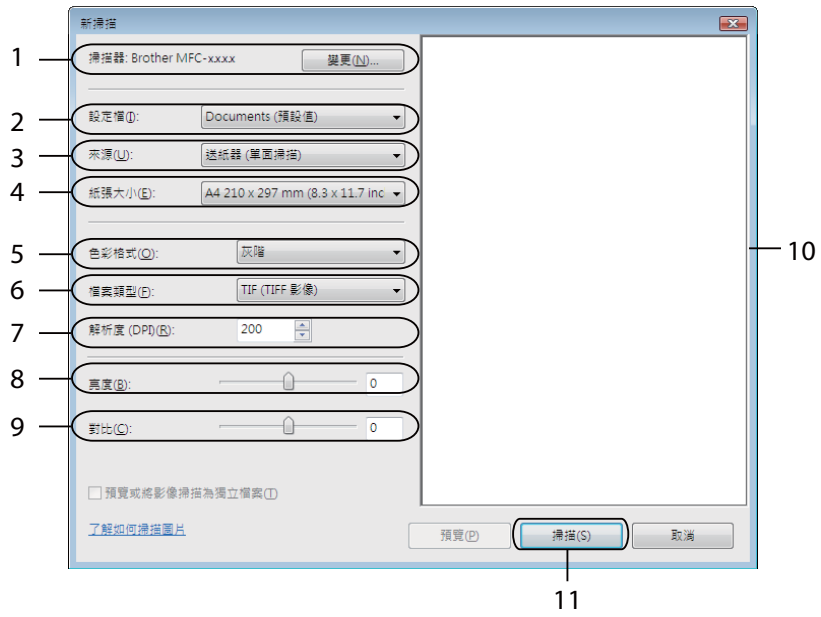 新掃描
1
掃描器: Brother MFC-xxxx
變更(N)...
2
設定檔(I):
Documents (預設值)
3
來源(U):
送紙器 (單面掃描)
4
紙張大小(E):
A4 210 x 297 mm (8.3 x 11.7 inc
5
色彩格式(O):
灰階
10
6
檔案類型(F):
TIF (TIFF 影像)
7
解析度 (DPI)(R):
200
8
亮度(B):
0
9
對比(C):
0
預覽或將影像掃描為獨立檔案(T)
了解如何掃描圖片
預覽(P)
掃描(S)
取消
11